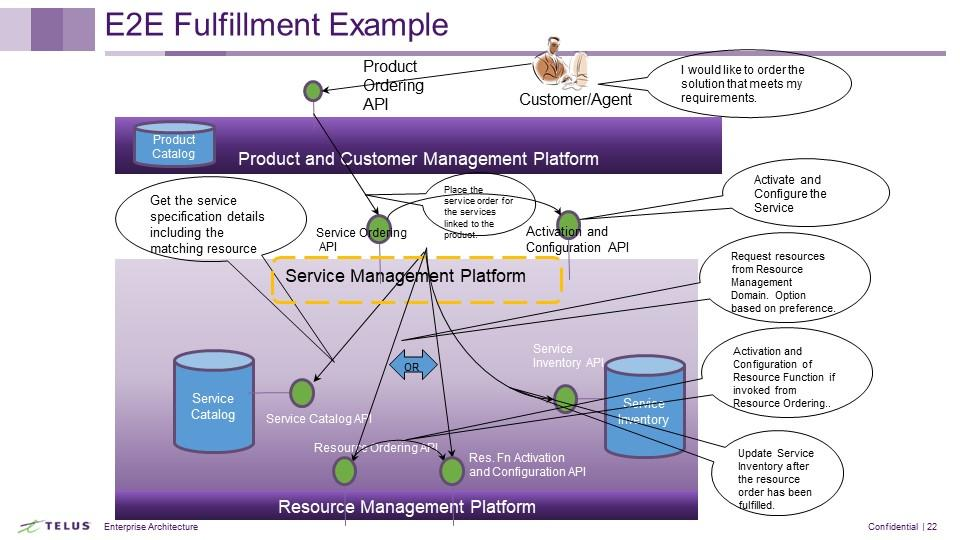 E2E Fulfillment Example
Product
Ordering
API
Customer/Agent
I would like to order the
solution that meets my
requirements.
Product
Catalog
Product and Customer Management Platform
Get the service
specification details
including the
matching resource
Place the
service order for
the services
linked to the
product.
Activate and
Configure the
Service
Service Ordering
API
Activation and
Configuration API
Service Management Platform
Request resources
from Resource
Management
Domain. Option
based on preference.
OR
Service
Inventory API
Activation and
Configuration of
Resource Function if
invoked from
Resource Ordering..
Service
Catalog
Service Catalog API
Service
Inventory
Resource Ordering API
Res. Fn Activation
and Configuration API
Update Service
Inventory after
the resource
order has been
fulfilled.
Resource Management Platform
TELUS
Enterprise Architecture
Confidential | 22